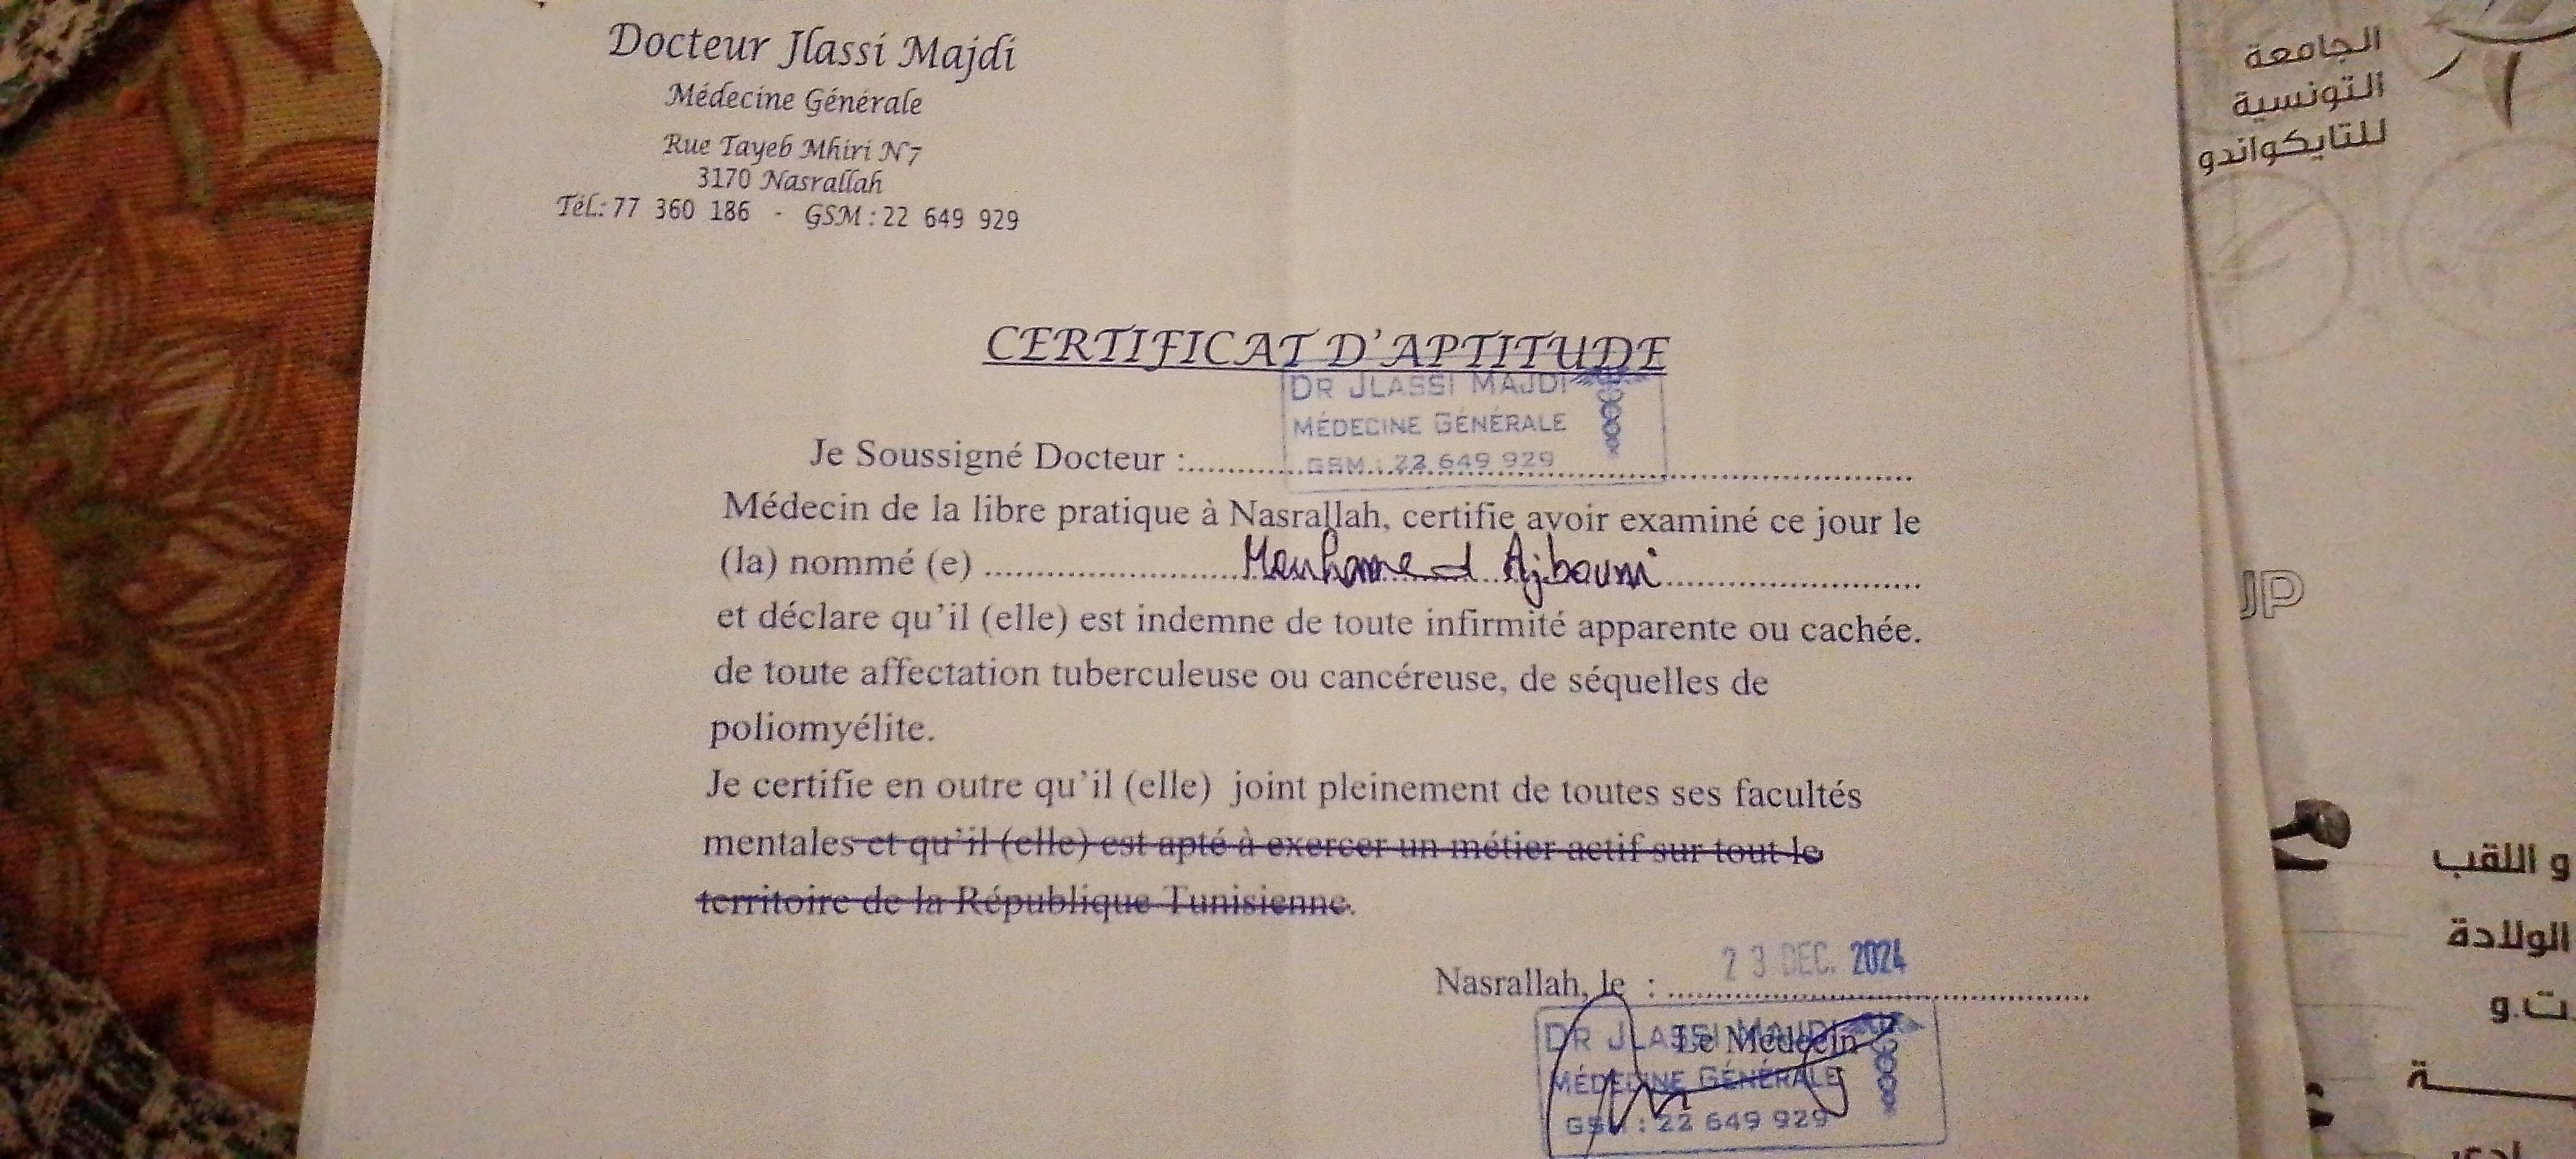 Docteur Jlassi Majdi
Médecine Générale
Rue Tayeb Mhiri N7
3170 Nasrallah
Tél.: 77 360 186 - GSM : 22 649 929
CERTIFICAT D'APTITUDE
DR JLASSI MAJDI
MÉDECINE GÉNÉRALE
GSM : 22 649 929
Je Soussigné Docteur :
Médecin de la libre pratique à Nasrallah, certifie avoir examiné ce jour le
(la) nommé (e) Mouhamed Ajbouni
et déclare qu'il (elle) est indemne de toute infirmité apparente ou cachée.
de toute affectation tuberculeuse ou cancéreuse, de séquelles de
poliomyélite.
Je certifie en outre qu'il (elle) joint pleinement de toutes ses facultés
mentales et qu'il (elle) est apté à exercer un métier actif sur tout le
territoire de la République Tunisienne.
Nasrallah, le : 23 DEC. 2024
Le Médecin
DR JLASSI MAJDI
MÉDECINE GÉNÉRALE
GSM : 22 649 929
الجامعة
التونسية
للتايكواندو
و اللقب
الولادة
ت.و